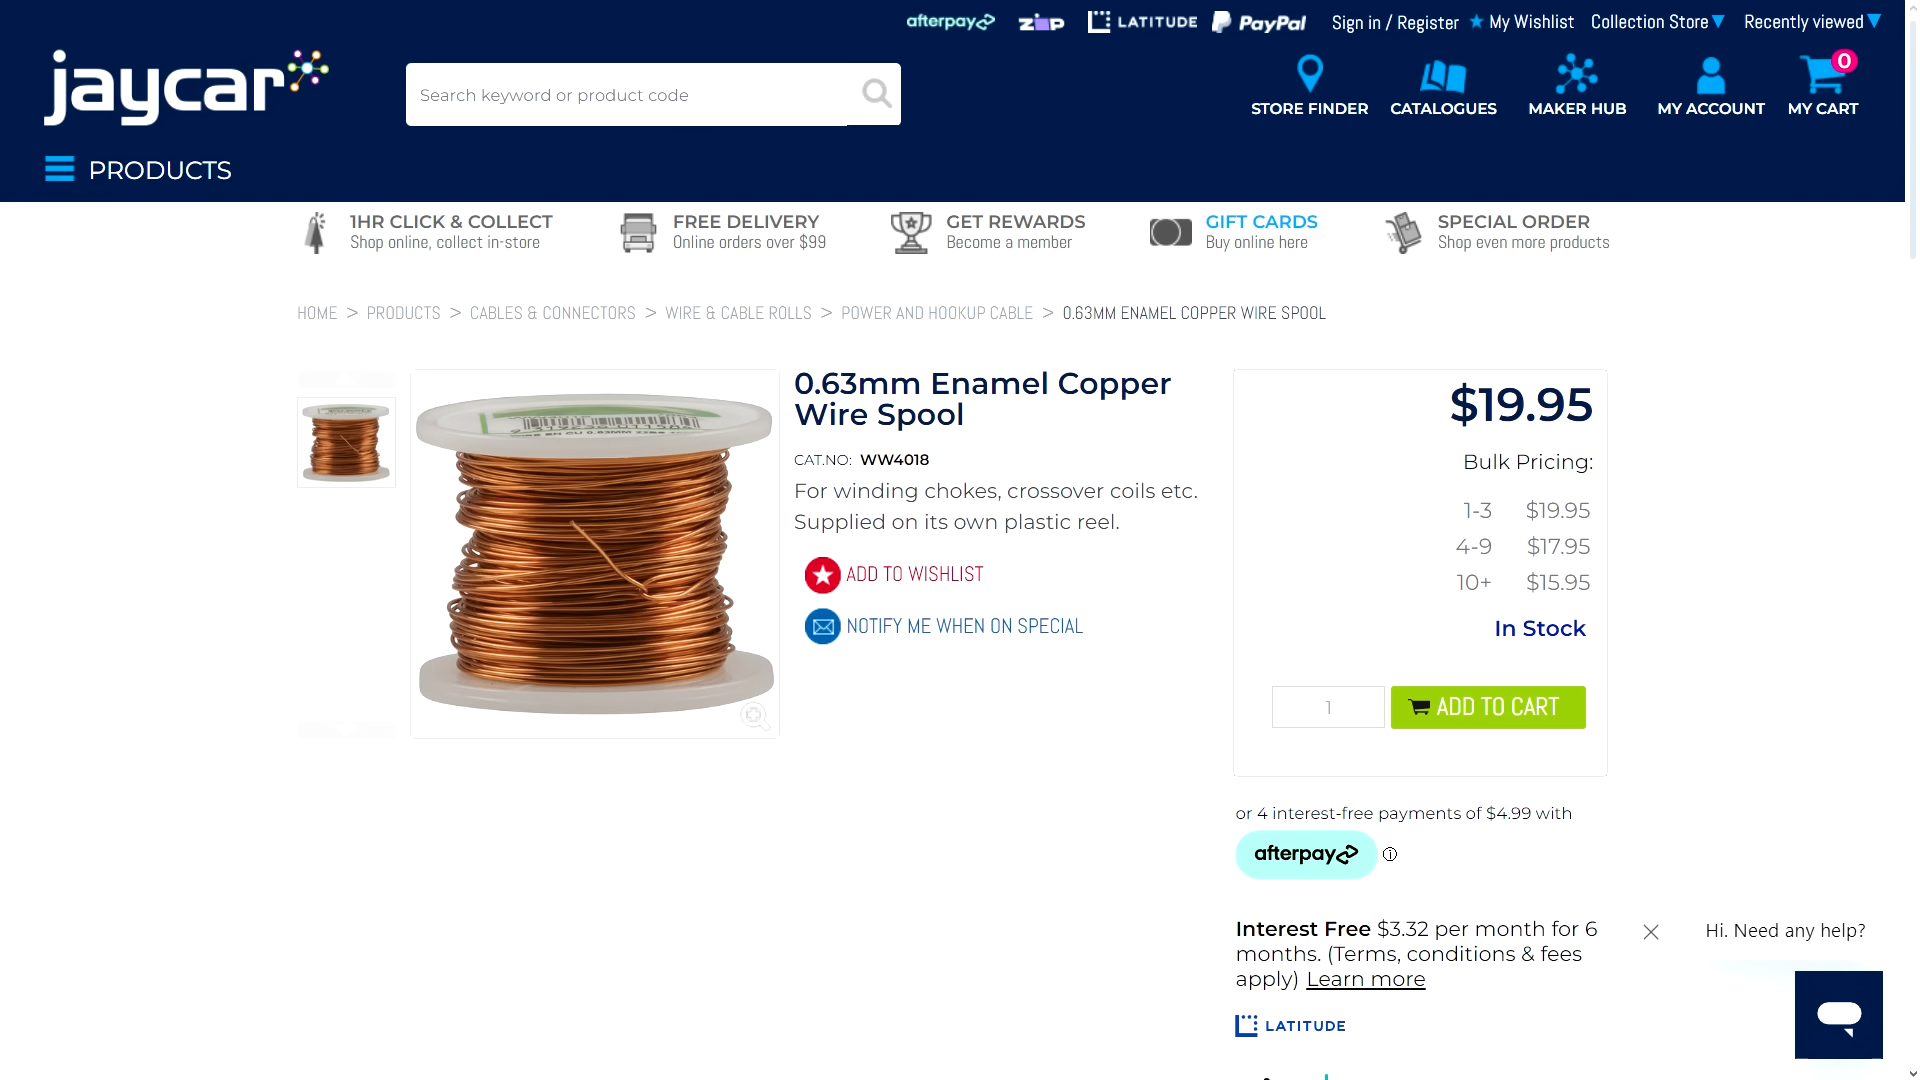 afterpay
zip
LATITUDE
PayPal
Sign in / Register
My Wishlist
Collection Store
Recently viewed
jaycar
Search keyword or product code
STORE FINDER
CATALOGUES
MAKER HUB
MY ACCOUNT
0
MY CART
PRODUCTS
1HR CLICK & COLLECT
Shop online, collect in-store
FREE DELIVERY
Online orders over $99
GET REWARDS
Become a member
GIFT CARDS
Buy online here
SPECIAL ORDER
Shop even more products
HOME > PRODUCTS > CABLES & CONNECTORS > WIRE & CABLE ROLLS > POWER AND HOOKUP CABLE > 0.63MM ENAMEL COPPER WIRE SPOOL
0.63mm Enamel Copper
Wire Spool
CAT.NO: WW4018
For winding chokes, crossover coils etc.
Supplied on its own plastic reel.
ADD TO WISHLIST
NOTIFY ME WHEN ON SPECIAL
$19.95
Bulk Pricing:
1-3 $19.95
4-9 $17.95
10+ $15.95
In Stock
1
ADD TO CART
or 4 interest-free payments of $4.99 with
afterpay
Interest Free $3.32 per month for 6
months. (Terms, conditions & fees
apply) Learn more
LATITUDE
Hi. Need any help?